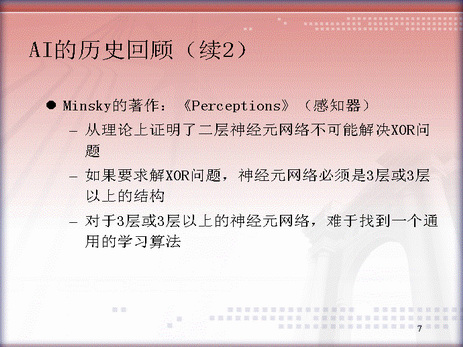 AI的历史回顾（续2）
● Minsky的著作：《Perceptions》（感知器）
– 从理论上证明了二层神经元网络不可能解决XOR问
题
– 如果要求解XOR问题，神经元网络必须是3层或3层
以上的结构
– 对于3层或3层以上的神经元网络，难于找到一个通
用的学习算法
7